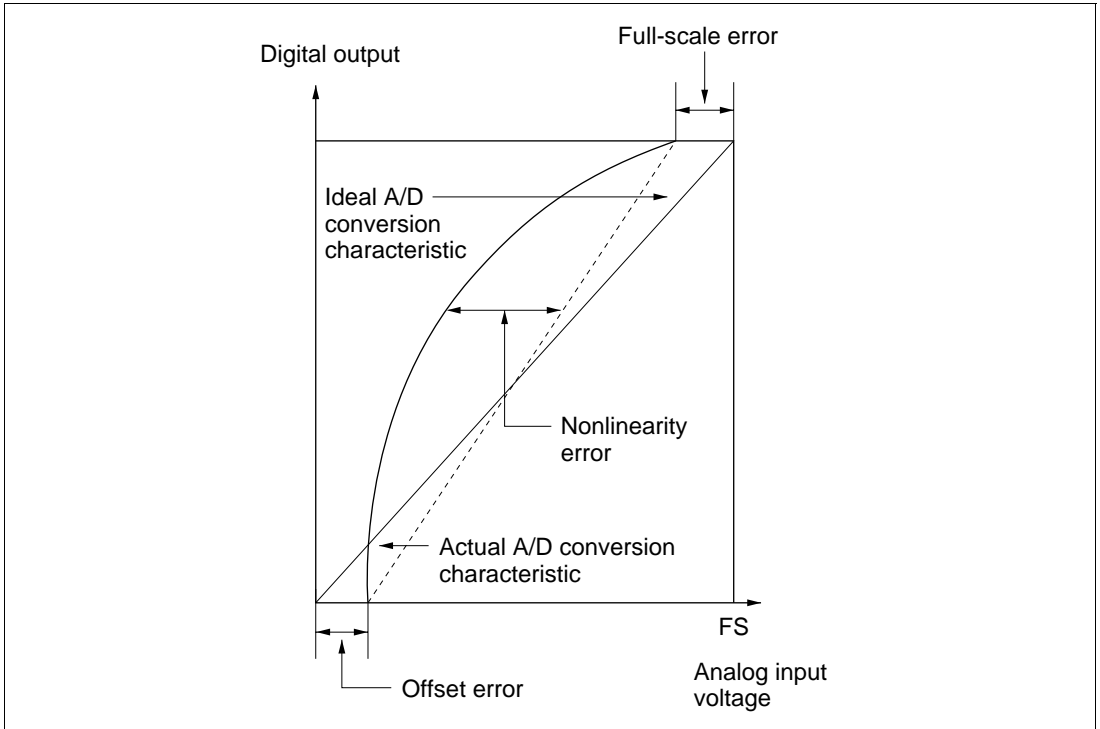 Full-scale error
Digital output
Ideal A/D
conversion
characteristic
Nonlinearity
error
Actual A/D conversion
characteristic
FS
Offset error
Analog input
voltage